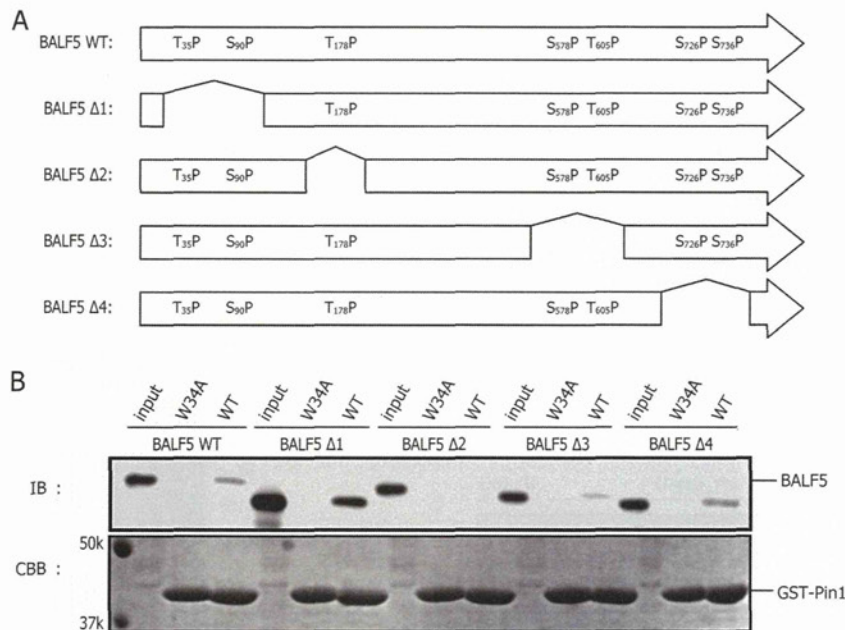 A
BALF5 WT: T₃₅P S₉₀P T₁₇₈P S₅₇₈P T₆₀₅P S₇₂₆P S₇₃₆P
BALF5 Δ1: T₁₇₈P S₅₇₈P T₆₀₅P S₇₂₆P S₇₃₆P
BALF5 Δ2: T₃₅P S₉₀P S₅₇₈P T₆₀₅P S₇₂₆P S₇₃₆P
BALF5 Δ3: T₃₅P S₉₀P T₁₇₈P S₇₂₆P S₇₃₆P
BALF5 Δ4: T₃₅P S₉₀P T₁₇₈P S₅₇₈P T₆₀₅P
B
input W34A WT input W34A WT input W34A WT input W34A WT input W34A WT
BALF5 WT BALF5 Δ1 BALF5 Δ2 BALF5 Δ3 BALF5 Δ4
IB : BALF5
50k
CBB : GST-Pin1
37k